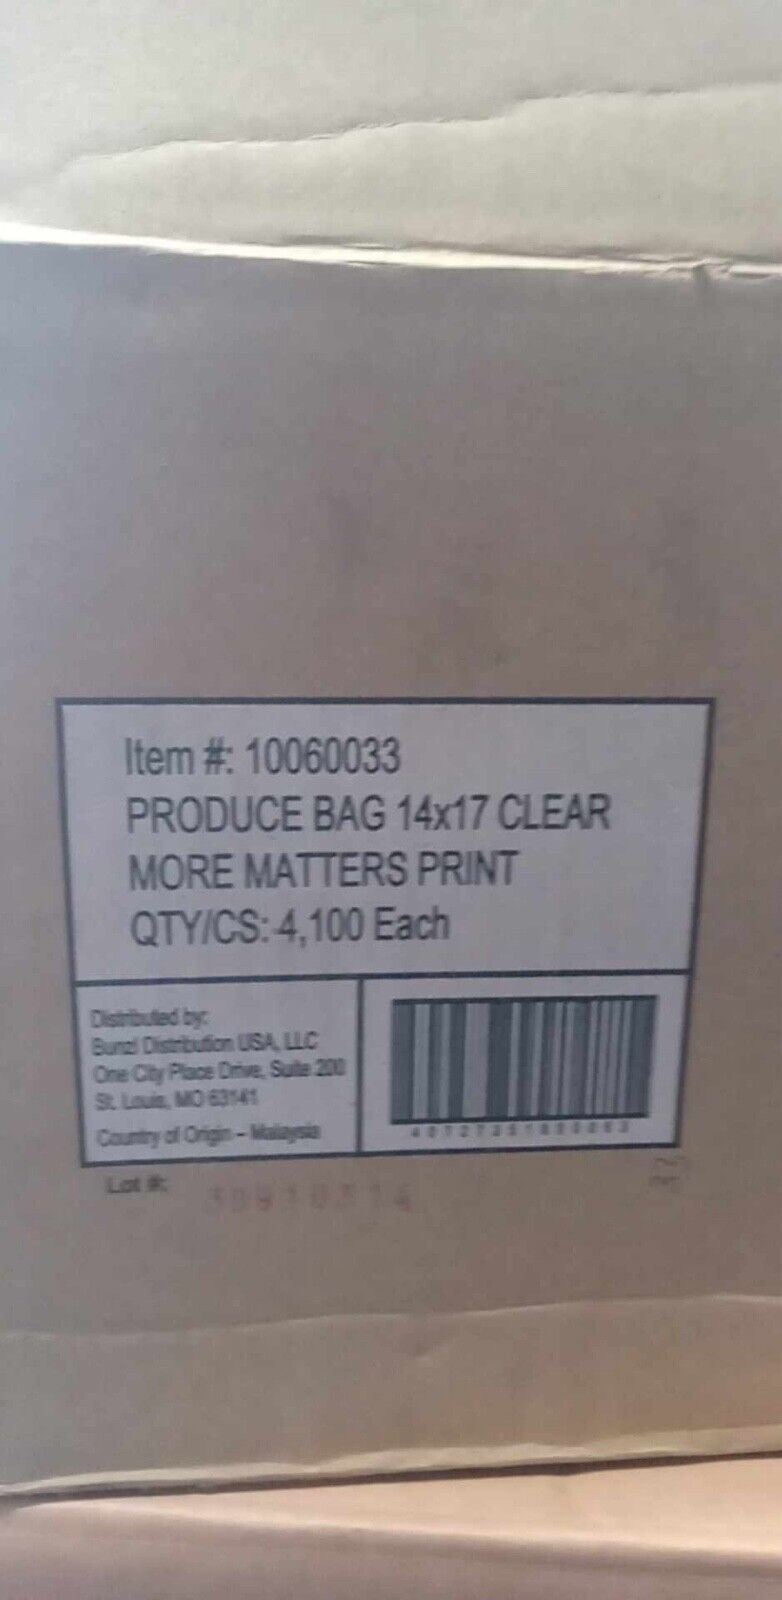 Item #: 10060033
PRODUCE BAG 14x17 CLEAR
MORE MATTERS PRINT
QTY/CS: 4,100 Each
Distributed by:
Bunzl Distribution USA, LLC
One City Place Drive, Suite 200
St. Louis, MO 63141
Country of Origin – Malaysia
Lot #: